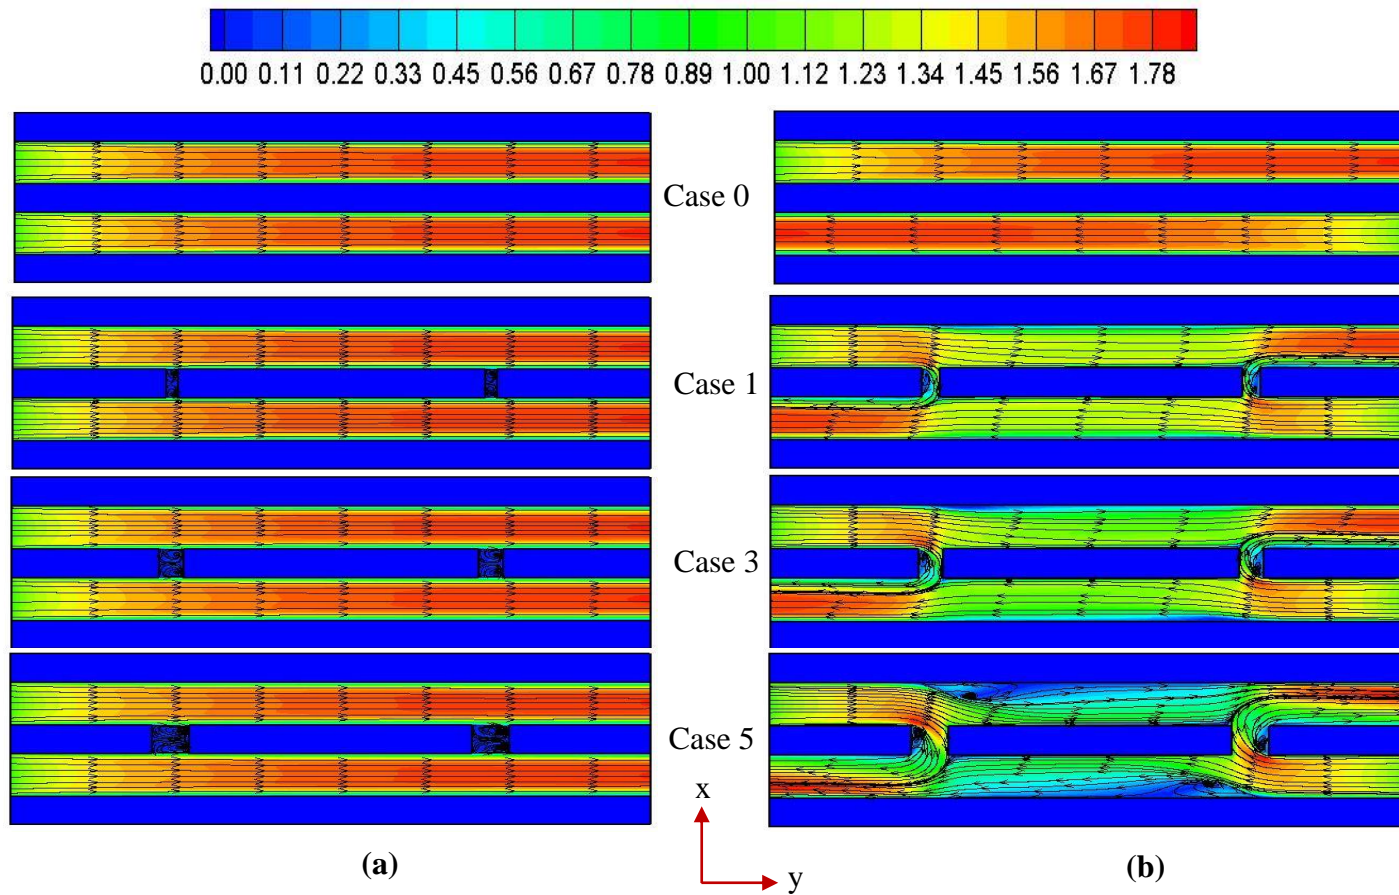 0.00 0.11 0.22 0.33 0.45 0.56 0.67 0.78 0.89 1.00 1.12 1.23 1.34 1.45 1.56 1.67 1.78
Case 0
Case 1
Case 3
Case 5
x
y
(a)
(b)